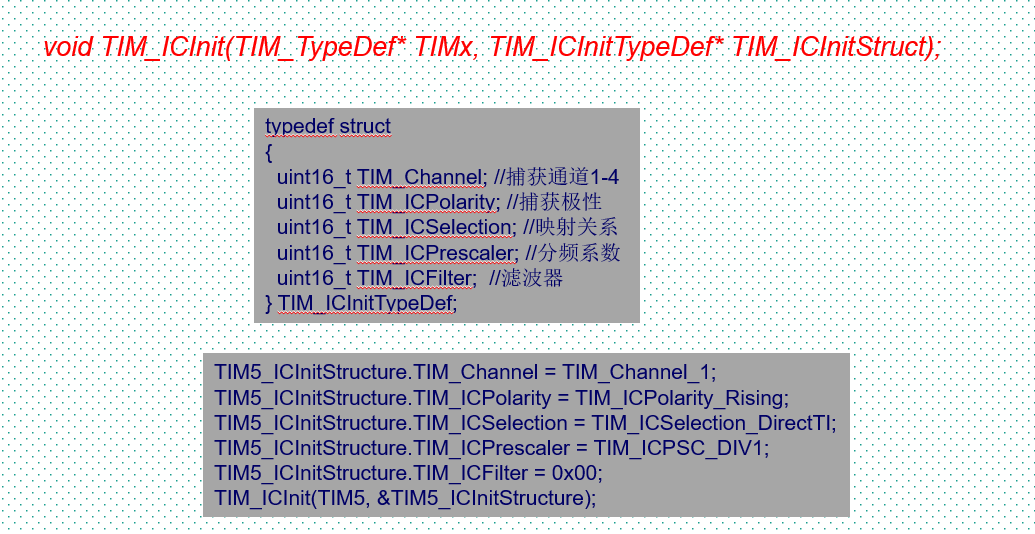 void TIM_ICInit(TIM_TypeDef* TIMx, TIM_ICInitTypeDef* TIM_ICInitStruct);
typedef struct
{
uint16_t TIM_Channel; //捕获通道1-4
uint16_t TIM_ICPolarity; //捕获极性
uint16_t TIM_ICSelection; //映射关系
uint16_t TIM_ICPrescaler; //分频系数
uint16_t TIM_ICFilter; //滤波器
} TIM_ICInitTypeDef;
TIM5_ICInitStructure.TIM_Channel = TIM_Channel_1;
TIM5_ICInitStructure.TIM_ICPolarity = TIM_ICPolarity_Rising;
TIM5_ICInitStructure.TIM_ICSelection = TIM_ICSelection_DirectTI;
TIM5_ICInitStructure.TIM_ICPrescaler = TIM_ICPSC_DIV1;
TIM5_ICInitStructure.TIM_ICFilter = 0x00;
TIM_ICInit(TIM5, &TIM5_ICInitStructure);